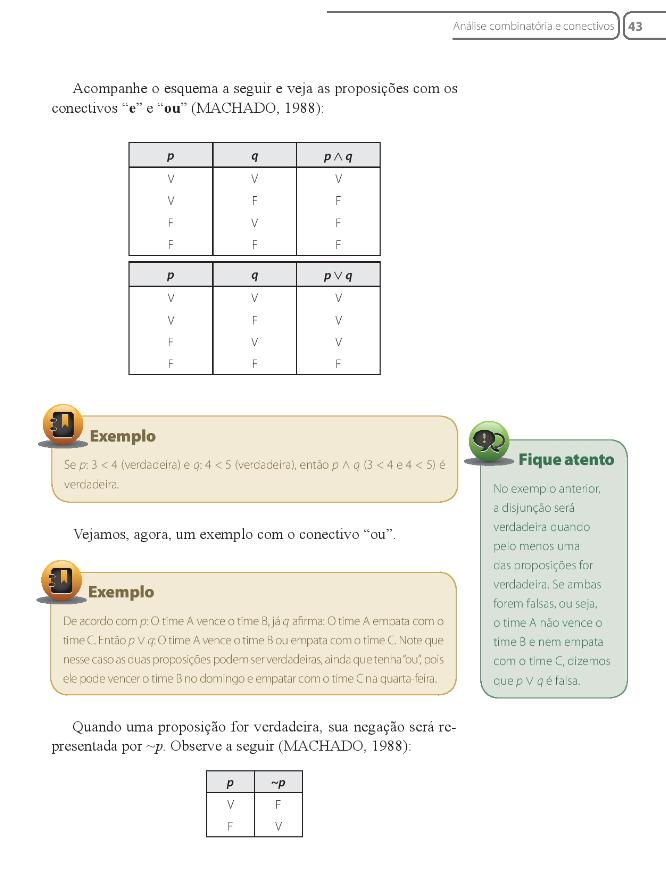 Análise combinatória e conectivos 43
Acompanhe o esquema a seguir e veja as proposições com os
conectivos “e” e “ou” (MACHADO, 1988):
p q p ∧ q
V V V
V F F
F V F
F F F
p q p ∨ q
V V V
V F V
F V V
F F F
Exemplo
Se p: 3 < 4 (verdadeira) e q: 4 < 5 (verdadeira), então p ∧ q (3 < 4 e 4 < 5) é
verdadeira.
Vejamos, agora, um exemplo com o conectivo “ou”.
Exemplo
De acordo com p: O time A vence o time B, já q afirma: O time A empata com o
time C. Então p ∨ q: O time A vence o time B ou empata com o time C. Note que
nesse caso as duas proposições podem ser verdadeiras, ainda que tenha “ou”, pois
ele pode vencer o time B no domingo e empatar com o time C na quarta-feira.
Fique atento
No exemplo anterior,
a disjunção será
verdadeira quando
pelo menos uma
das proposições for
verdadeira. Se ambas
forem falsas, ou seja,
o time A não vence o
time B e nem empata
com o time C, dizemos
que p ∨ q é falsa.
Quando uma proposição for verdadeira, sua negação será re-
presentada por ~p. Observe a seguir (MACHADO, 1988):
p ~p
V F
F V